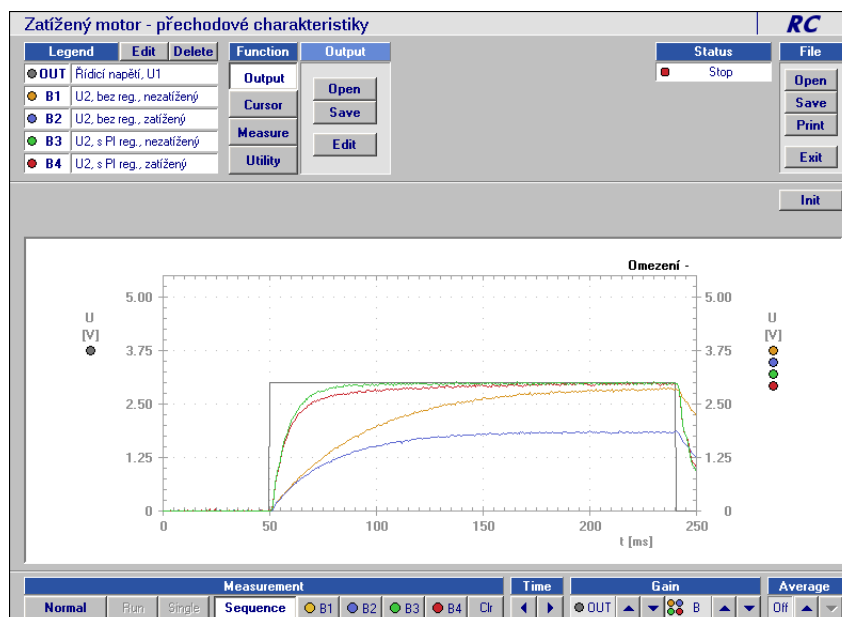 Zatížený motor - přechodové charakteristiky RC
Legend Edit Delete Function Output Status File
OUT Řídicí napětí, U1 Output Open Stop Open
B1 U2, bez reg., nezatížený Cursor Save Save
B2 U2, bez reg., zatížený Measure Edit Print
B3 U2, s PI reg., nezatížený Utility Exit
B4 U2, s PI reg., zatížený
Init
Omezení -
5.00 5.00
U [V] U [V]
3.75 3.75
2.50 2.50
1.25 1.25
0 0
0 50 100 150 200 250
t [ms]
Measurement Time Gain Average
Normal Run Single Sequence B1 B2 B3 B4 Clr OUT B Off